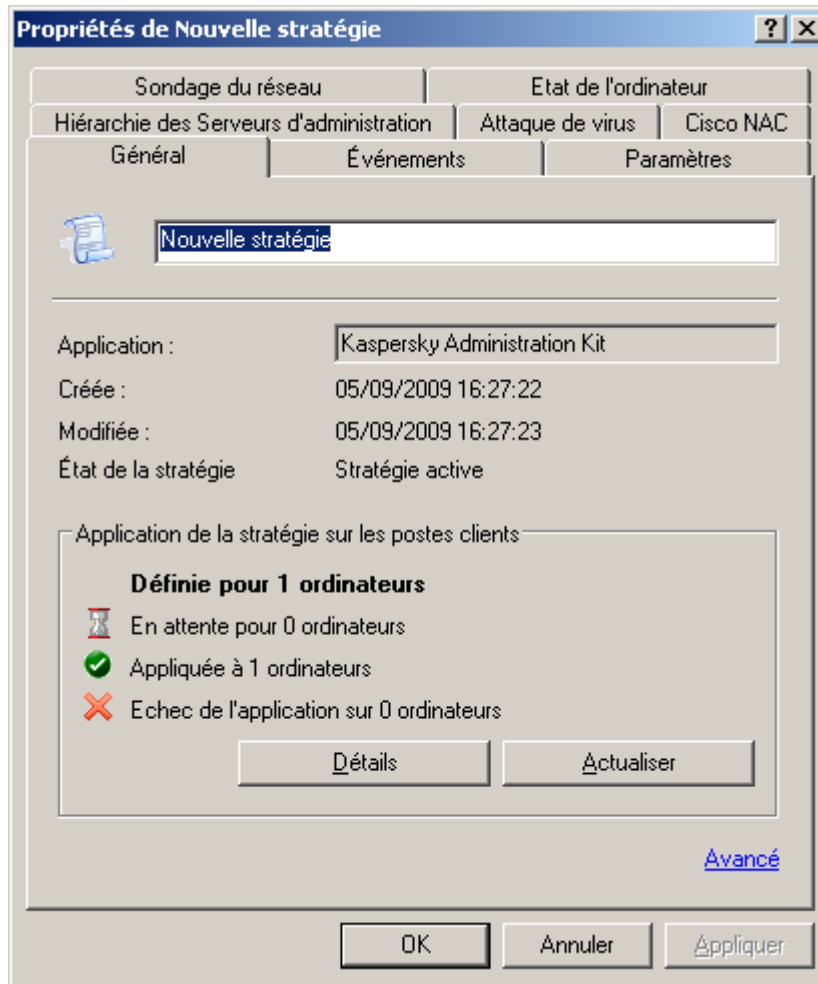 Propriétés de Nouvelle stratégie
Sondage du réseau
Etat de l'ordinateur
Hiérarchie des Serveurs d'administration
Attaque de virus
Cisco NAC
Général
Événements
Paramètres
Nouvelle stratégie
Application : Kaspersky Administration Kit
Créée : 05/09/2009 16:27:22
Modifiée : 05/09/2009 16:27:23
État de la stratégie Stratégie active
Application de la stratégie sur les postes clients
Définie pour 1 ordinateurs
En attente pour 0 ordinateurs
Appliquée à 1 ordinateurs
Echec de l'application sur 0 ordinateurs
Détails
Actualiser
Avancé
OK
Annuler
Appliquer